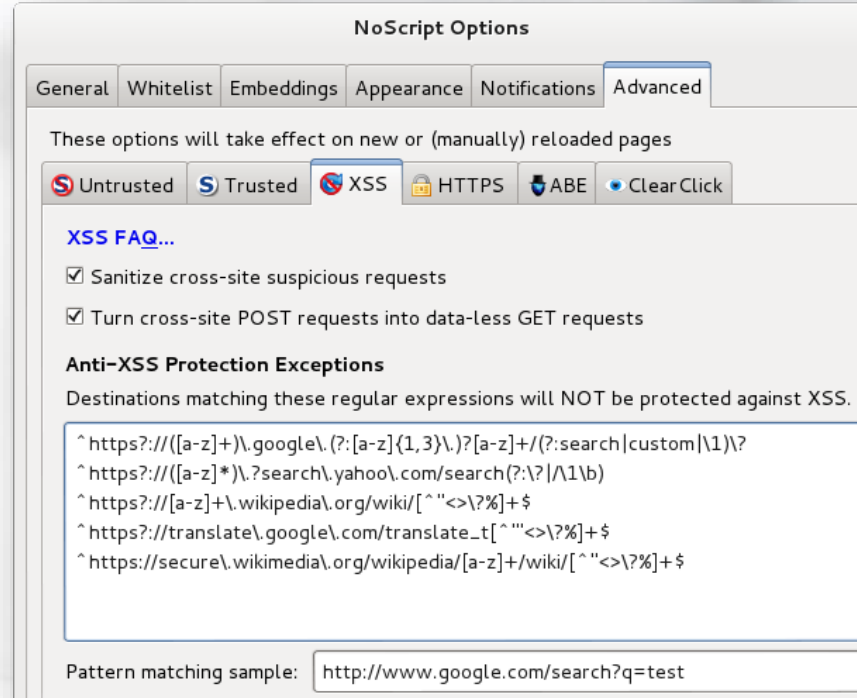 NoScript Options
General Whitelist Embeddings Appearance Notifications Advanced
These options will take effect on new or (manually) reloaded pages
Untrusted Trusted XSS HTTPS ABE ClearClick
XSS FAQ...
Sanitize cross-site suspicious requests
Turn cross-site POST requests into data-less GET requests
Anti-XSS Protection Exceptions
Destinations matching these regular expressions will NOT be protected against XSS.
^https?://([a-z]+)\.google\.(?:[a-z]{1,3}\.)?[a-z]+/(?:search|custom|\1)\?
^https?://([a-z]*)\.?search\.yahoo\.com/search(?:\?|/\1\b)
^https?://[a-z]+\.wikipedia\.org/wiki/[^"<>\?%]+$
^https?://translate\.google\.com/translate_t[^"'<>\?%]+$
^https://secure\.wikimedia\.org/wikipedia/[a-z]+/wiki/[^"<>\?%]+$
Pattern matching sample: http://www.google.com/search?q=test